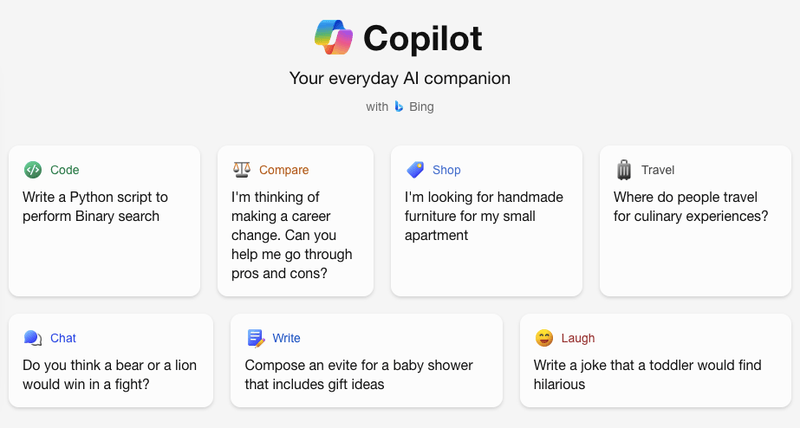 Copilot
Your everyday AI companion
with Bing
Code
Write a Python script to
perform Binary search
Compare
I'm thinking of
making a career
change. Can you
help me go through
pros and cons?
Shop
I'm looking for handmade
furniture for my small
apartment
Travel
Where do people travel
for culinary experiences?
Chat
Do you think a bear or a lion
would win in a fight?
Write
Compose an evite for a baby shower
that includes gift ideas
Laugh
Write a joke that a toddler would find
hilarious